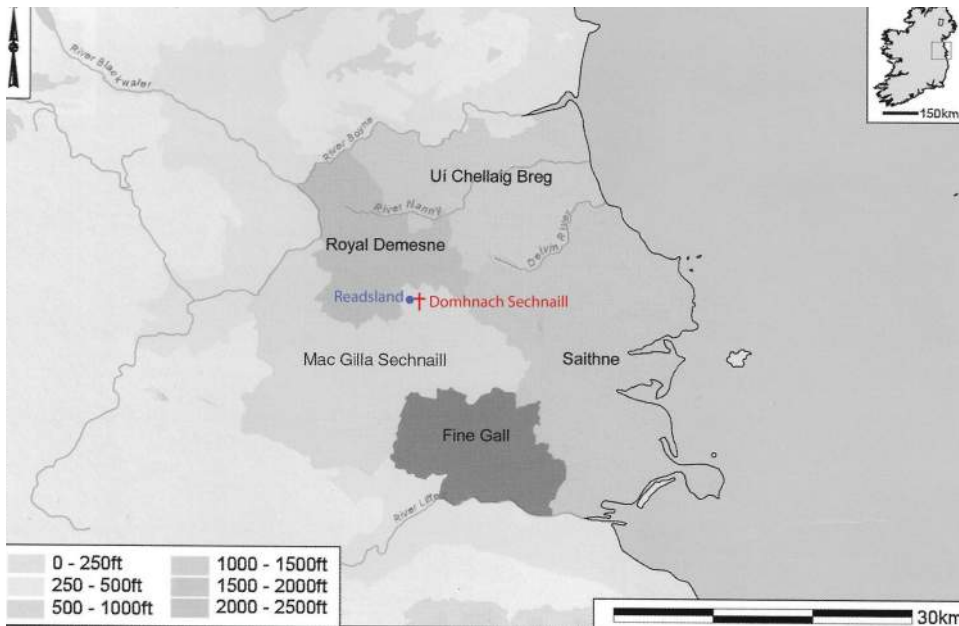 River Blackwater
150km
River Boyne
Uí Chellaig Breg
River Nanny
Royal Demesne
Delvin River
Readsland
Domhnach Sechnaill
Mac Gilla Sechnaill
Saithne
Fine Gall
River Liffey
0 - 250ft
250 - 500ft
500 - 1000ft
1000 - 1500ft
1500 - 2000ft
2000 - 2500ft
30km